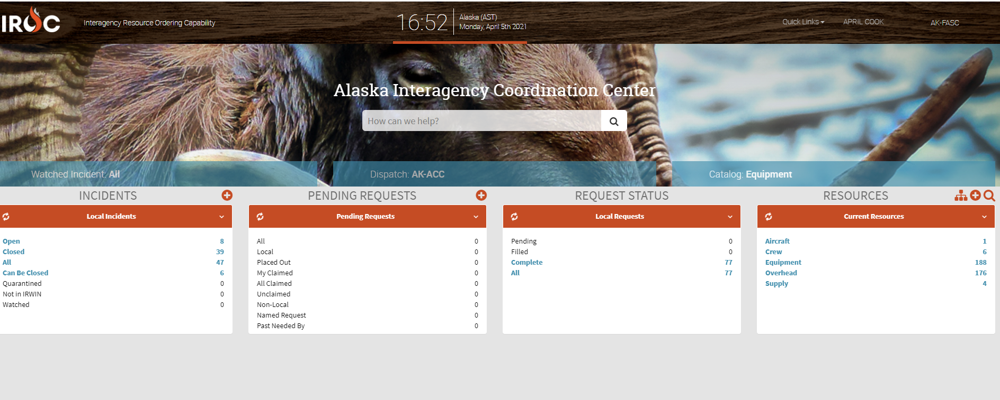 IROC
Interagency Resource Ordering Capability
16:52
Alaska (AST)
Monday, April 5th 2021
Quick Links
APRIL COOK
AK-FASC
Alaska Interagency Coordination Center
How can we help?
Watched Incident: All
Dispatch: AK-ACC
Catalog: Equipment
INCIDENTS
Local Incidents
Open 8
Closed 39
All 47
Can Be Closed 6
Quarantined 0
Not in IRWIN 0
Watched 0
PENDING REQUESTS
Pending Requests
All 0
Local 0
Placed Out 0
My Claimed 0
All Claimed 0
Unclaimed 0
Non-Local 0
Named Request 0
Past Needed By 0
REQUEST STATUS
Local Requests
Pending 0
Filled 0
Complete 77
All 77
RESOURCES
Current Resources
Aircraft 1
Crew 6
Equipment 188
Overhead 176
Supply 4